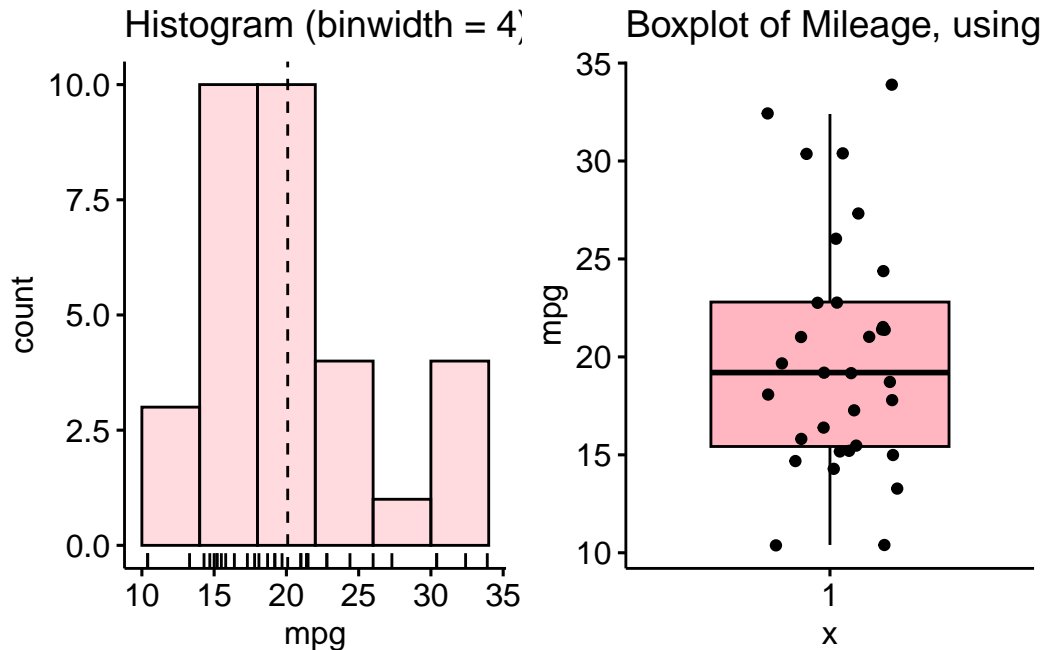 Histogram (binwidth = 4)
10.0
7.5
5.0
2.5
0.0
count
10 15 20 25 30 35
mpg
Boxplot of Mileage, using
35
30
25
20
15
10
mpg
1
x